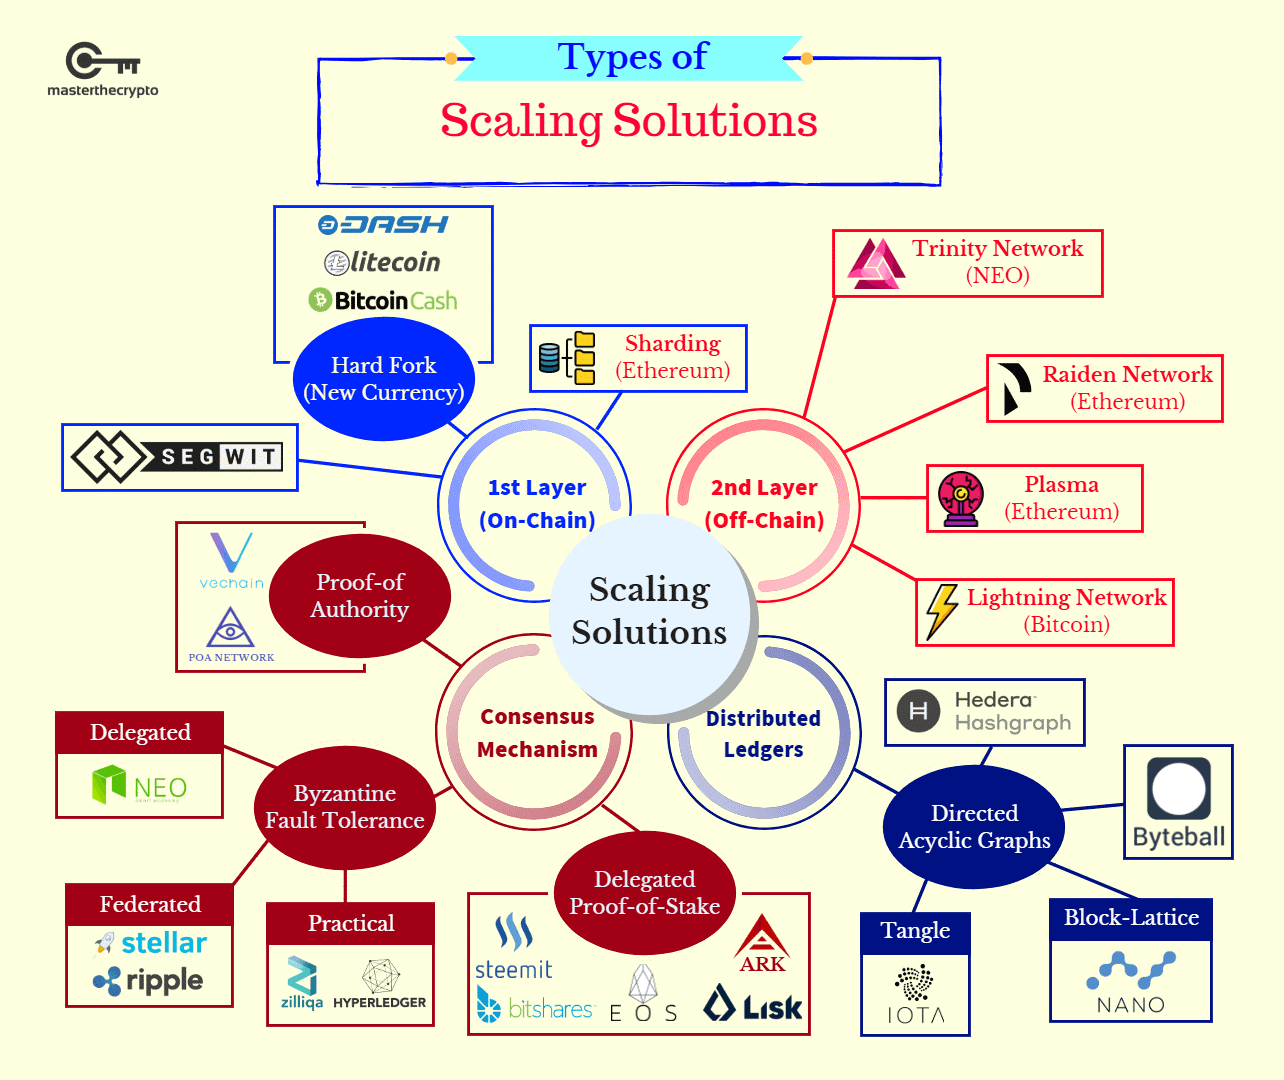 masterthecrypto
Types of
Scaling Solutions
DASH
litecoin
BitcoinCash
Hard Fork
(New Currency)
Sharding
(Ethereum)
SEGWIT
1st Layer
(On-Chain)
Trinity Network
(NEO)
Raiden Network
(Ethereum)
Plasma
(Ethereum)
Lightning Network
(Bitcoin)
2nd Layer
(Off-Chain)
Scaling
Solutions
vechain
POA NETWORK
Proof-of
Authority
Consensus
Mechanism
Delegated
NEO
Byzantine
Fault Tolerance
Federated
stellar
ripple
Practical
zilliqa
HYPERLEDGER
Delegated
Proof-of-Stake
steemit
bitshares
EOS
ARK
LISK
Distributed
Ledgers
Hedera
Hashgraph
Directed
Acyclic Graphs
Byteball
Tangle
IOTA
Block-Lattice
NANO